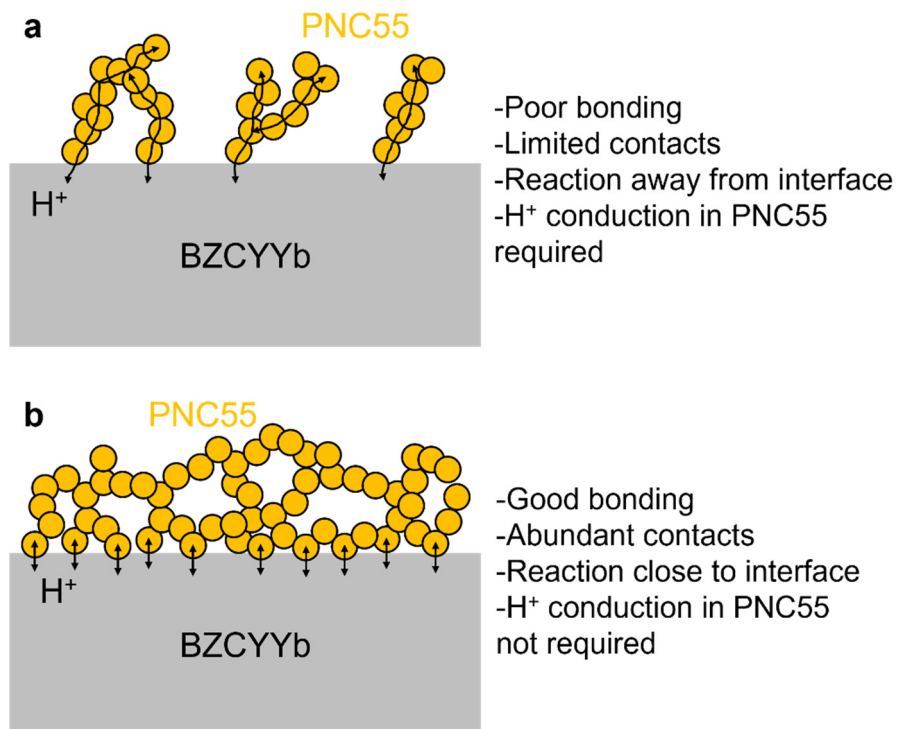 a
PNC55
H⁺
BZCYYb
-Poor bonding
-Limited contacts
-Reaction away from interface
-H⁺ conduction in PNC55
required
b
PNC55
H⁺
BZCYYb
-Good bonding
-Abundant contacts
-Reaction close to interface
-H⁺ conduction in PNC55
not required